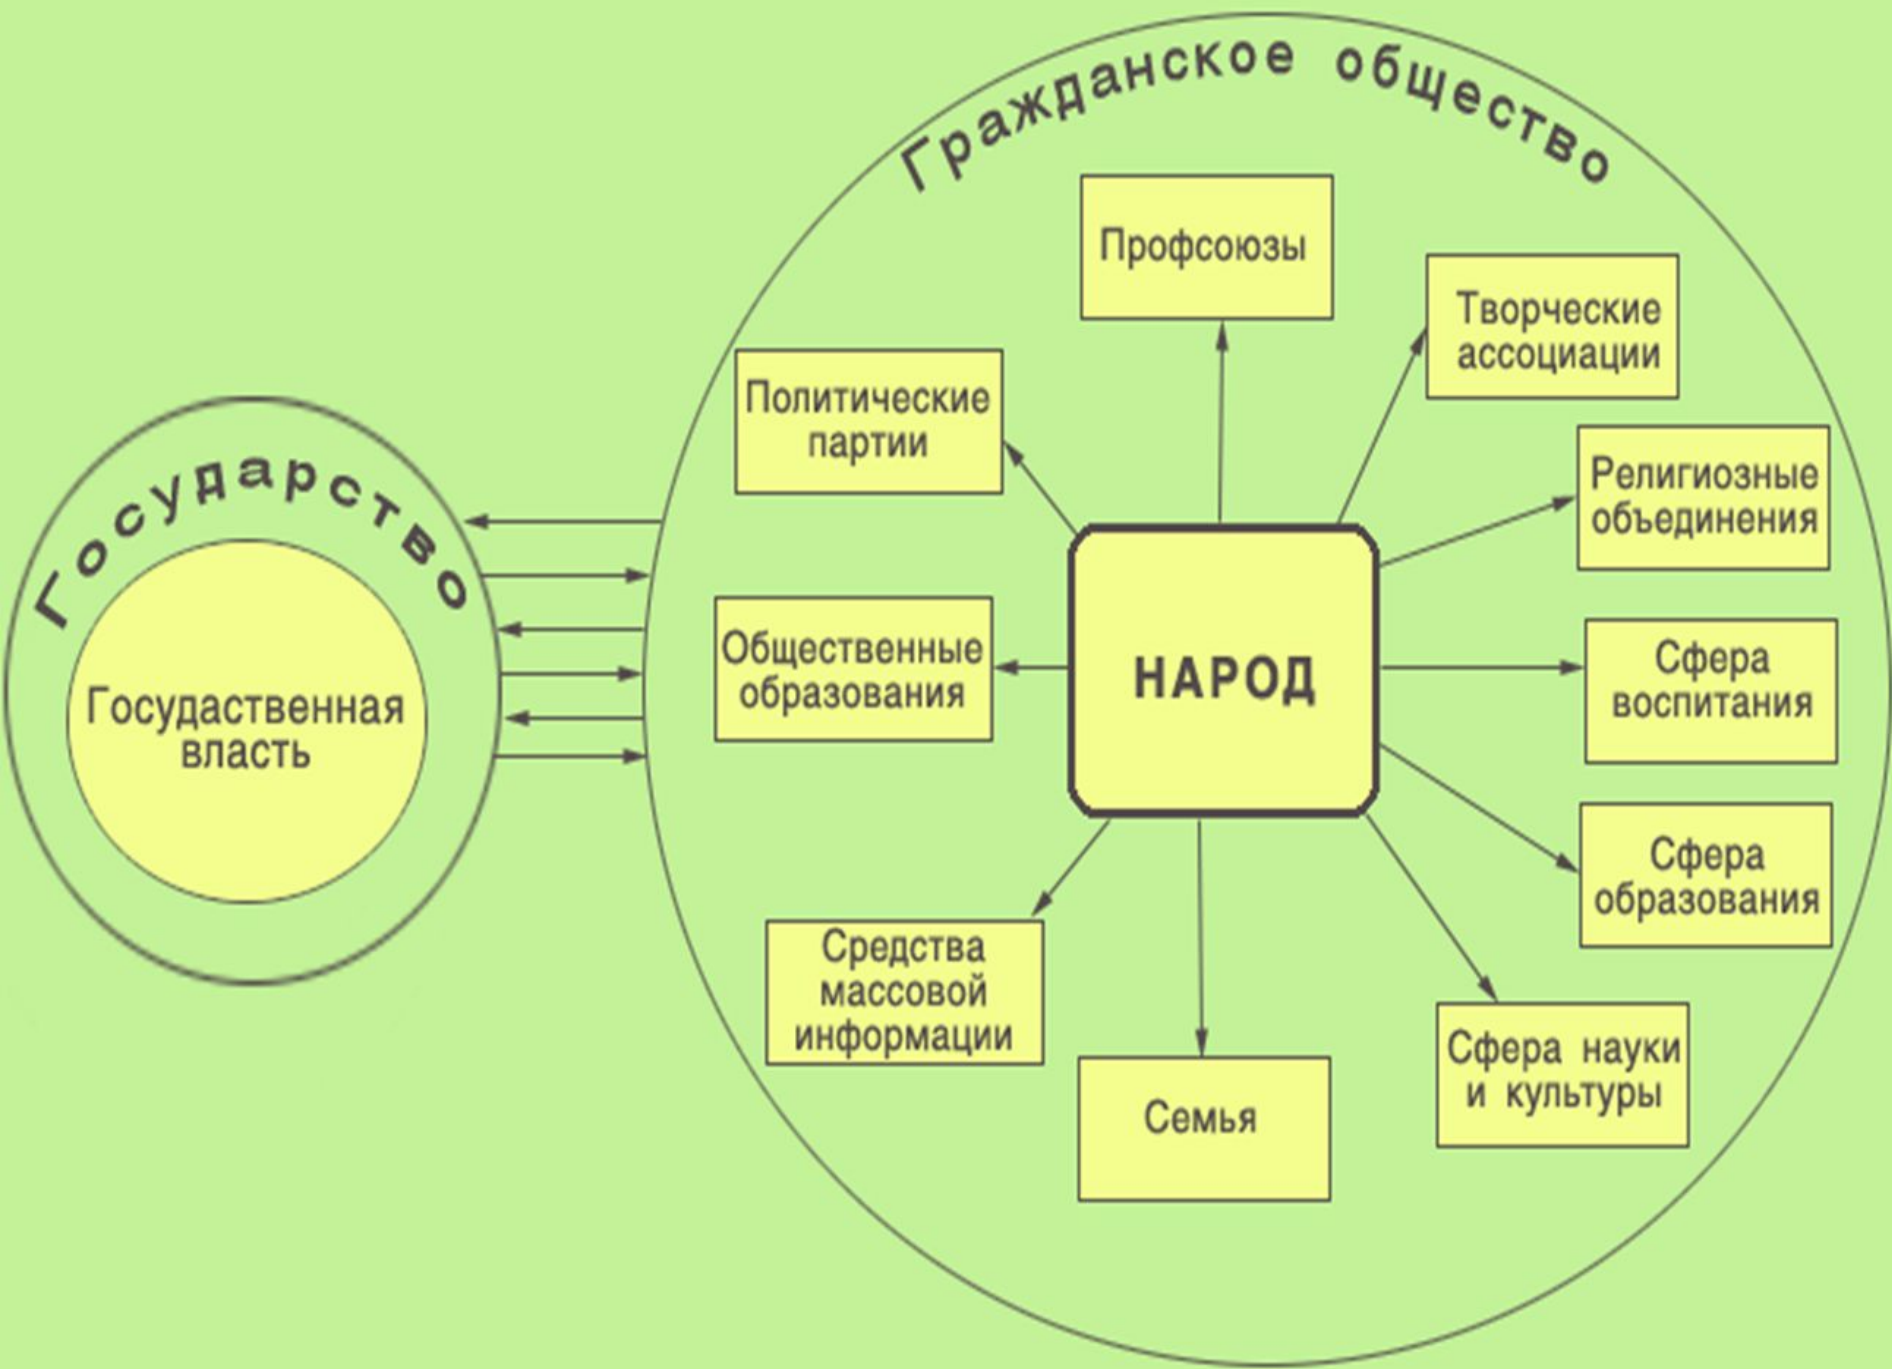 Гражданское общество
Профсоюзы
Творческие
ассоциации
Политические
партии
Религиозные
объединения
Государство
Госудаственная
власть
Общественные
образования
НАРОД
Сфера
воспитания
Сфера
образования
Средства
массовой
информации
Семья
Сфера науки
и культуры